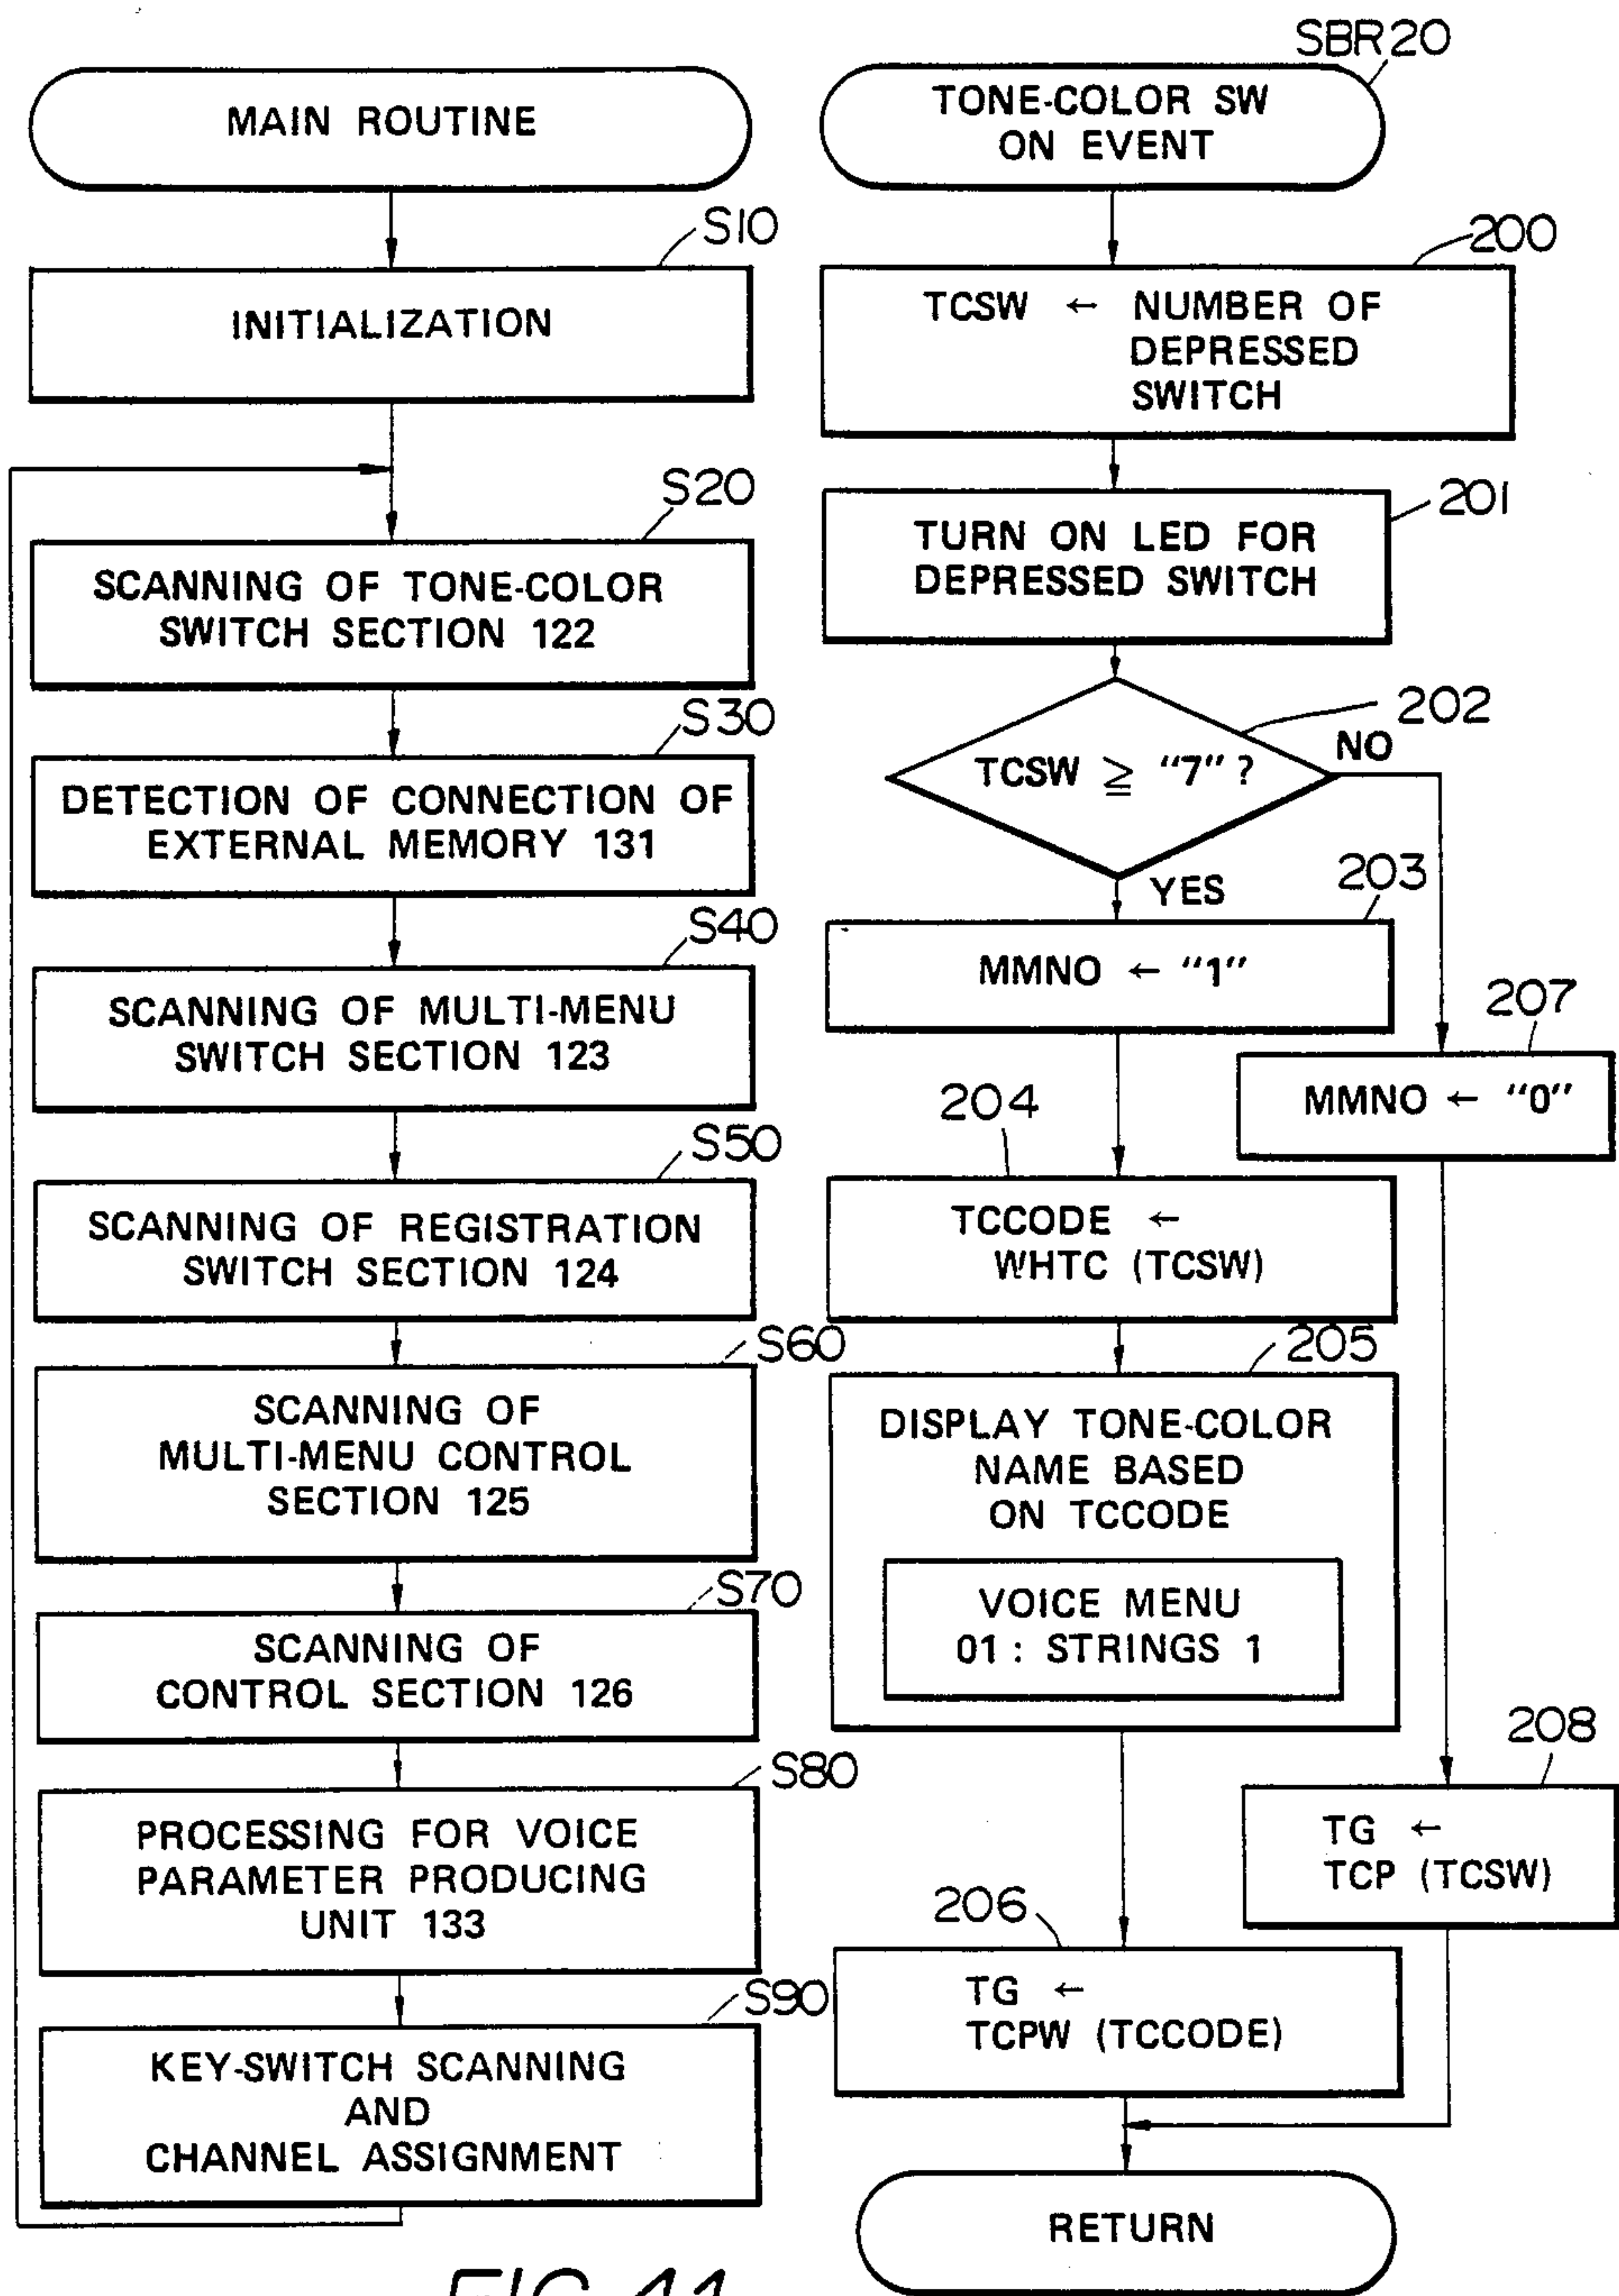 MAIN ROUTINE
S10
INITIALIZATION
S20
SCANNING OF TONE-COLOR
SWITCH SECTION 122
S30
DETECTION OF CONNECTION OF
EXTERNAL MEMORY 131
S40
SCANNING OF MULTI-MENU
SWITCH SECTION 123
S50
SCANNING OF REGISTRATION
SWITCH SECTION 124
S60
SCANNING OF
MULTI-MENU CONTROL
SECTION 125
S70
SCANNING OF
CONTROL SECTION 126
S80
PROCESSING FOR VOICE
PARAMETER PRODUCING
UNIT 133
S90
KEY-SWITCH SCANNING
AND
CHANNEL ASSIGNMENT
SBR20
TONE-COLOR SW
ON EVENT
200
TCSW ← NUMBER OF
DEPRESSED
SWITCH
201
TURN ON LED FOR
DEPRESSED SWITCH
202
TCSW ≧ “7” ?
NO
YES
203
MMNO ← “1”
207
MMNO ← “0”
204
TCCODE ←
WHTC (TCSW)
205
DISPLAY TONE-COLOR
NAME BASED
ON TCCODE
VOICE MENU
01 : STRINGS 1
208
TG ←
TCP (TCSW)
206
TG ←
TCPW (TCCODE)
RETURN